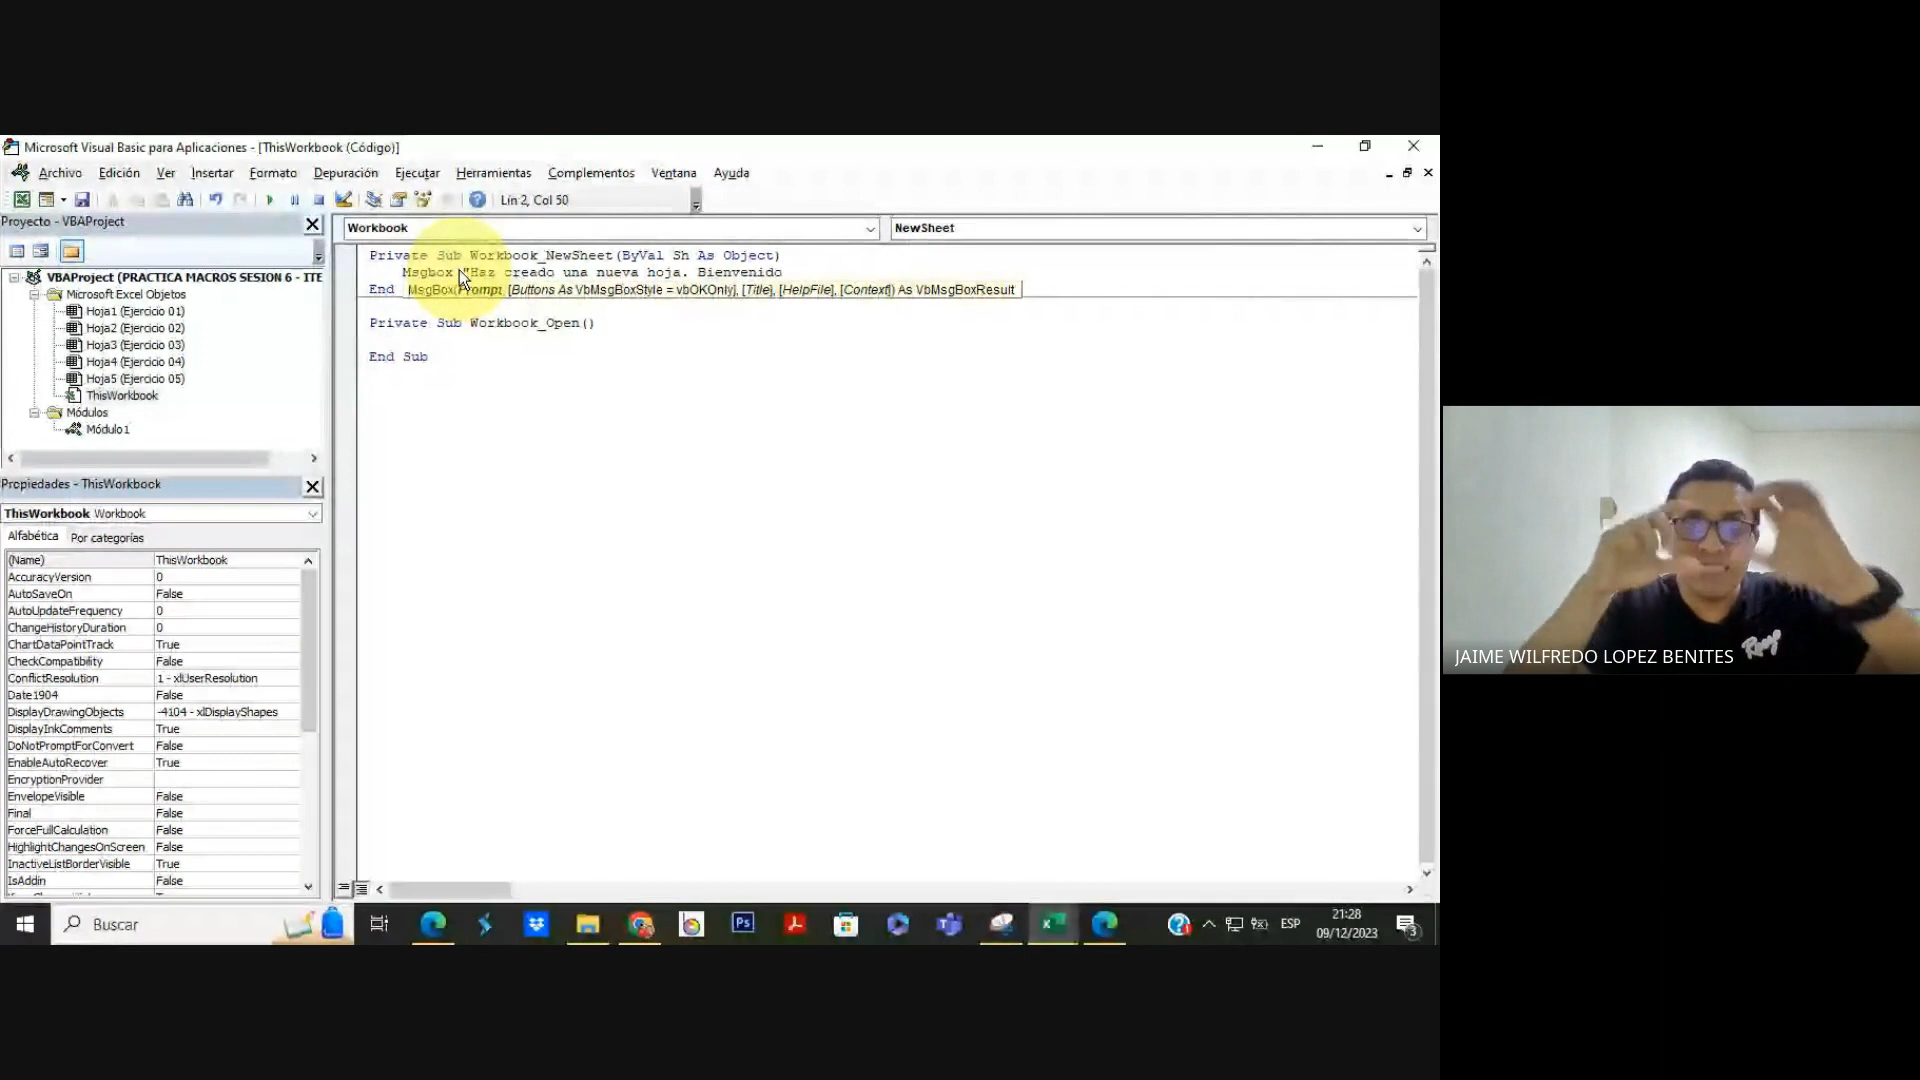 Microsoft Visual Basic para Aplicaciones - [ThisWorkbook (Código)]
Archivo Edición Ver Insertar Formato Depuración Ejecutar Herramientas Complementos Ventana Ayuda
Lín 2, Col 50
Proyecto - VBAProject
VBAProject (PRACTICA MACROS SESION 6 - ITE
Microsoft Excel Objetos
Hoja1 (Ejercicio 01)
Hoja2 (Ejercicio 02)
Hoja3 (Ejercicio 03)
Hoja4 (Ejercicio 04)
Hoja5 (Ejercicio 05)
ThisWorkbook
Módulos
Módulo1
Propiedades - ThisWorkbook
ThisWorkbook Workbook
Alfabética Por categorías
(Name) ThisWorkbook
AccuracyVersion 0
AutoSaveOn False
AutoUpdateFrequency 0
ChangeHistoryDuration 0
ChartDataPointTrack True
CheckCompatibility False
ConflictResolution 1 - xlUserResolution
Date1904 False
DisplayDrawingObjects -4104 - xlDisplayShapes
DisplayInkComments True
DoNotPromptForConvert False
EnableAutoRecover True
EncryptionProvider
EnvelopeVisible False
Final False
ForceFullCalculation False
HighlightChangesOnScreen False
InactiveListBorderVisible True
IsAddin False
Workbook NewSheet
Private Sub Workbook_NewSheet(ByVal Sh As Object)
Msgbox "Haz creado una nueva hoja. Bienvenido
End MsgBox(Prompt, [Buttons As VbMsgBoxStyle = vbOKOnly], [Title], [HelpFile], [Context]) As VbMsgBoxResult
Private Sub Workbook_Open()
End Sub
JAIME WILFREDO LOPEZ BENITES
Buscar
Ps
ESP
21:28
09/12/2023
3